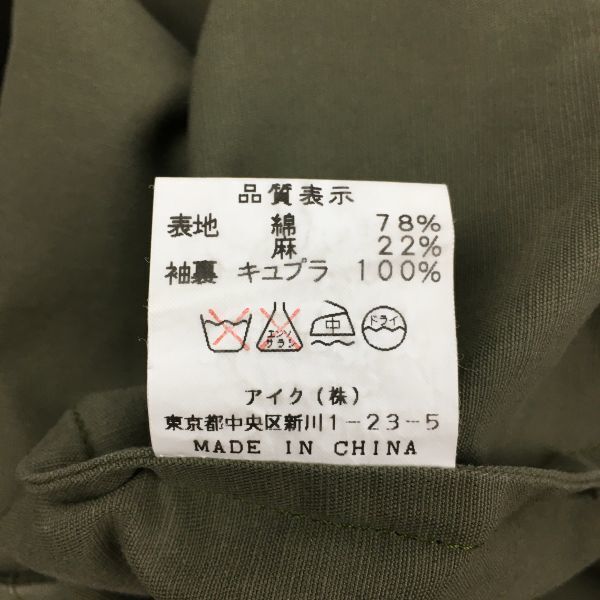 品質表示
表地 綿 78%
麻 22%
袖裏 キュプラ 100%
エンソサラシ 中 ドライ
アイク(株)
東京都中央区新川1-23-5
MADE IN CHINA